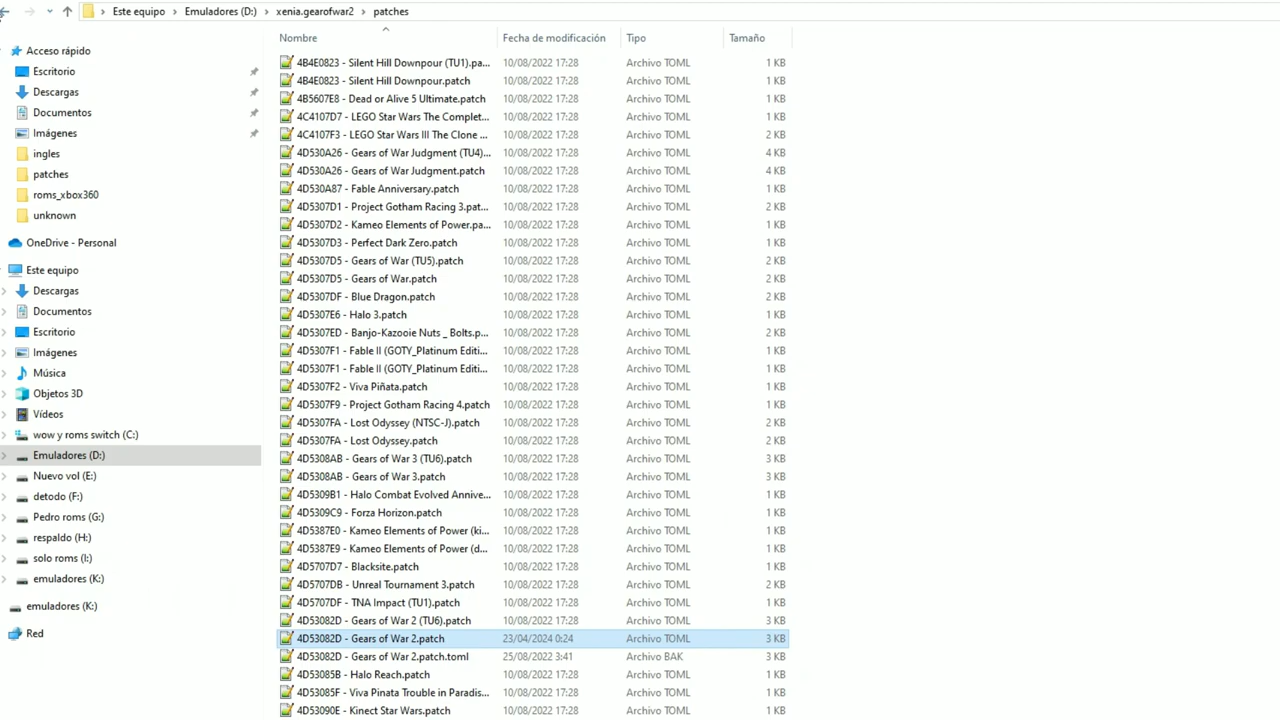 Este equipo > Emuladores (D:) > xenia.gearofwar2 > patches
Nombre Fecha de modificación Tipo Tamaño
Acceso rápido
Escritorio
Descargas
Documentos
Imágenes
ingles
patches
roms_xbox360
unknown
OneDrive - Personal
Este equipo
Descargas
Documentos
Escritorio
Imágenes
Música
Objetos 3D
Vídeos
wow y roms switch (C:)
Emuladores (D:)
Nuevo vol (E:)
detodo (F:)
Pedro roms (G:)
respaldo (H:)
solo roms (I:)
emuladores (K:)
emuladores (K:)
Red
4B4E0823 - Silent Hill Downpour (TU1).pa... 10/08/2022 17:28 Archivo TOML 1 KB
4B4E0823 - Silent Hill Downpour.patch 10/08/2022 17:28 Archivo TOML 1 KB
4B5607E8 - Dead or Alive 5 Ultimate.patch 10/08/2022 17:28 Archivo TOML 1 KB
4C4107D7 - LEGO Star Wars The Complet... 10/08/2022 17:28 Archivo TOML 1 KB
4C4107F3 - LEGO Star Wars III The Clone ... 10/08/2022 17:28 Archivo TOML 2 KB
4D530A26 - Gears of War Judgment (TU4)... 10/08/2022 17:28 Archivo TOML 4 KB
4D530A26 - Gears of War Judgment.patch 10/08/2022 17:28 Archivo TOML 4 KB
4D530A87 - Fable Anniversary.patch 10/08/2022 17:28 Archivo TOML 1 KB
4D5307D1 - Project Gotham Racing 3.pat... 10/08/2022 17:28 Archivo TOML 2 KB
4D5307D2 - Kameo Elements of Power.pa... 10/08/2022 17:28 Archivo TOML 1 KB
4D5307D3 - Perfect Dark Zero.patch 10/08/2022 17:28 Archivo TOML 1 KB
4D5307D5 - Gears of War (TU5).patch 10/08/2022 17:28 Archivo TOML 2 KB
4D5307D5 - Gears of War.patch 10/08/2022 17:28 Archivo TOML 2 KB
4D5307DF - Blue Dragon.patch 10/08/2022 17:28 Archivo TOML 2 KB
4D5307E6 - Halo 3.patch 10/08/2022 17:28 Archivo TOML 1 KB
4D5307ED - Banjo-Kazooie Nuts _ Bolts.p... 10/08/2022 17:28 Archivo TOML 2 KB
4D5307F1 - Fable II (GOTY_Platinum Editi... 10/08/2022 17:28 Archivo TOML 1 KB
4D5307F1 - Fable II (GOTY_Platinum Editi... 10/08/2022 17:28 Archivo TOML 1 KB
4D5307F2 - Viva Piñata.patch 10/08/2022 17:28 Archivo TOML 1 KB
4D5307F9 - Project Gotham Racing 4.patch 10/08/2022 17:28 Archivo TOML 1 KB
4D5307FA - Lost Odyssey (NTSC-J).patch 10/08/2022 17:28 Archivo TOML 2 KB
4D5307FA - Lost Odyssey.patch 10/08/2022 17:28 Archivo TOML 2 KB
4D5308AB - Gears of War 3 (TU6).patch 10/08/2022 17:28 Archivo TOML 3 KB
4D5308AB - Gears of War 3.patch 10/08/2022 17:28 Archivo TOML 3 KB
4D5309B1 - Halo Combat Evolved Annive... 10/08/2022 17:28 Archivo TOML 1 KB
4D5309C9 - Forza Horizon.patch 10/08/2022 17:28 Archivo TOML 1 KB
4D5387E0 - Kameo Elements of Power (ki... 10/08/2022 17:28 Archivo TOML 1 KB
4D5387E9 - Kameo Elements of Power (d... 10/08/2022 17:28 Archivo TOML 1 KB
4D5707D7 - Blacksite.patch 10/08/2022 17:28 Archivo TOML 1 KB
4D5707DB - Unreal Tournament 3.patch 10/08/2022 17:28 Archivo TOML 2 KB
4D5707DF - TNA Impact (TU1).patch 10/08/2022 17:28 Archivo TOML 1 KB
4D53082D - Gears of War 2 (TU6).patch 10/08/2022 17:28 Archivo TOML 3 KB
4D53082D - Gears of War 2.patch 23/04/2024 0:24 Archivo TOML 3 KB
4D53082D - Gears of War 2.patch.toml 25/08/2022 3:41 Archivo BAK 3 KB
4D53085B - Halo Reach.patch 10/08/2022 17:28 Archivo TOML 1 KB
4D53085F - Viva Pinata Trouble in Paradis... 10/08/2022 17:28 Archivo TOML 1 KB
4D53090E - Kinect Star Wars.patch 10/08/2022 17:28 Archivo TOML 1 KB